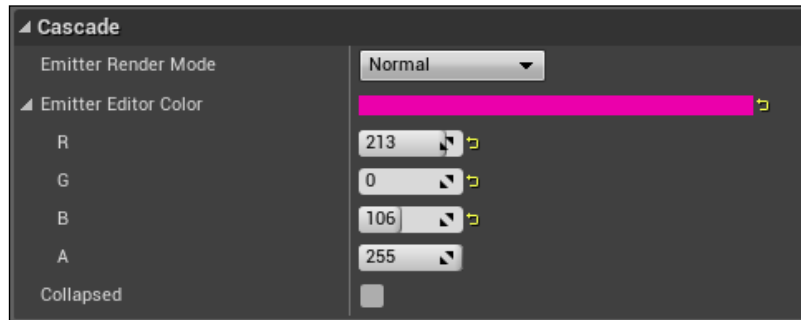 Cascade
Emitter Render Mode Normal
Emitter Editor Color
R 213
G 0
B 106
A 255
Collapsed